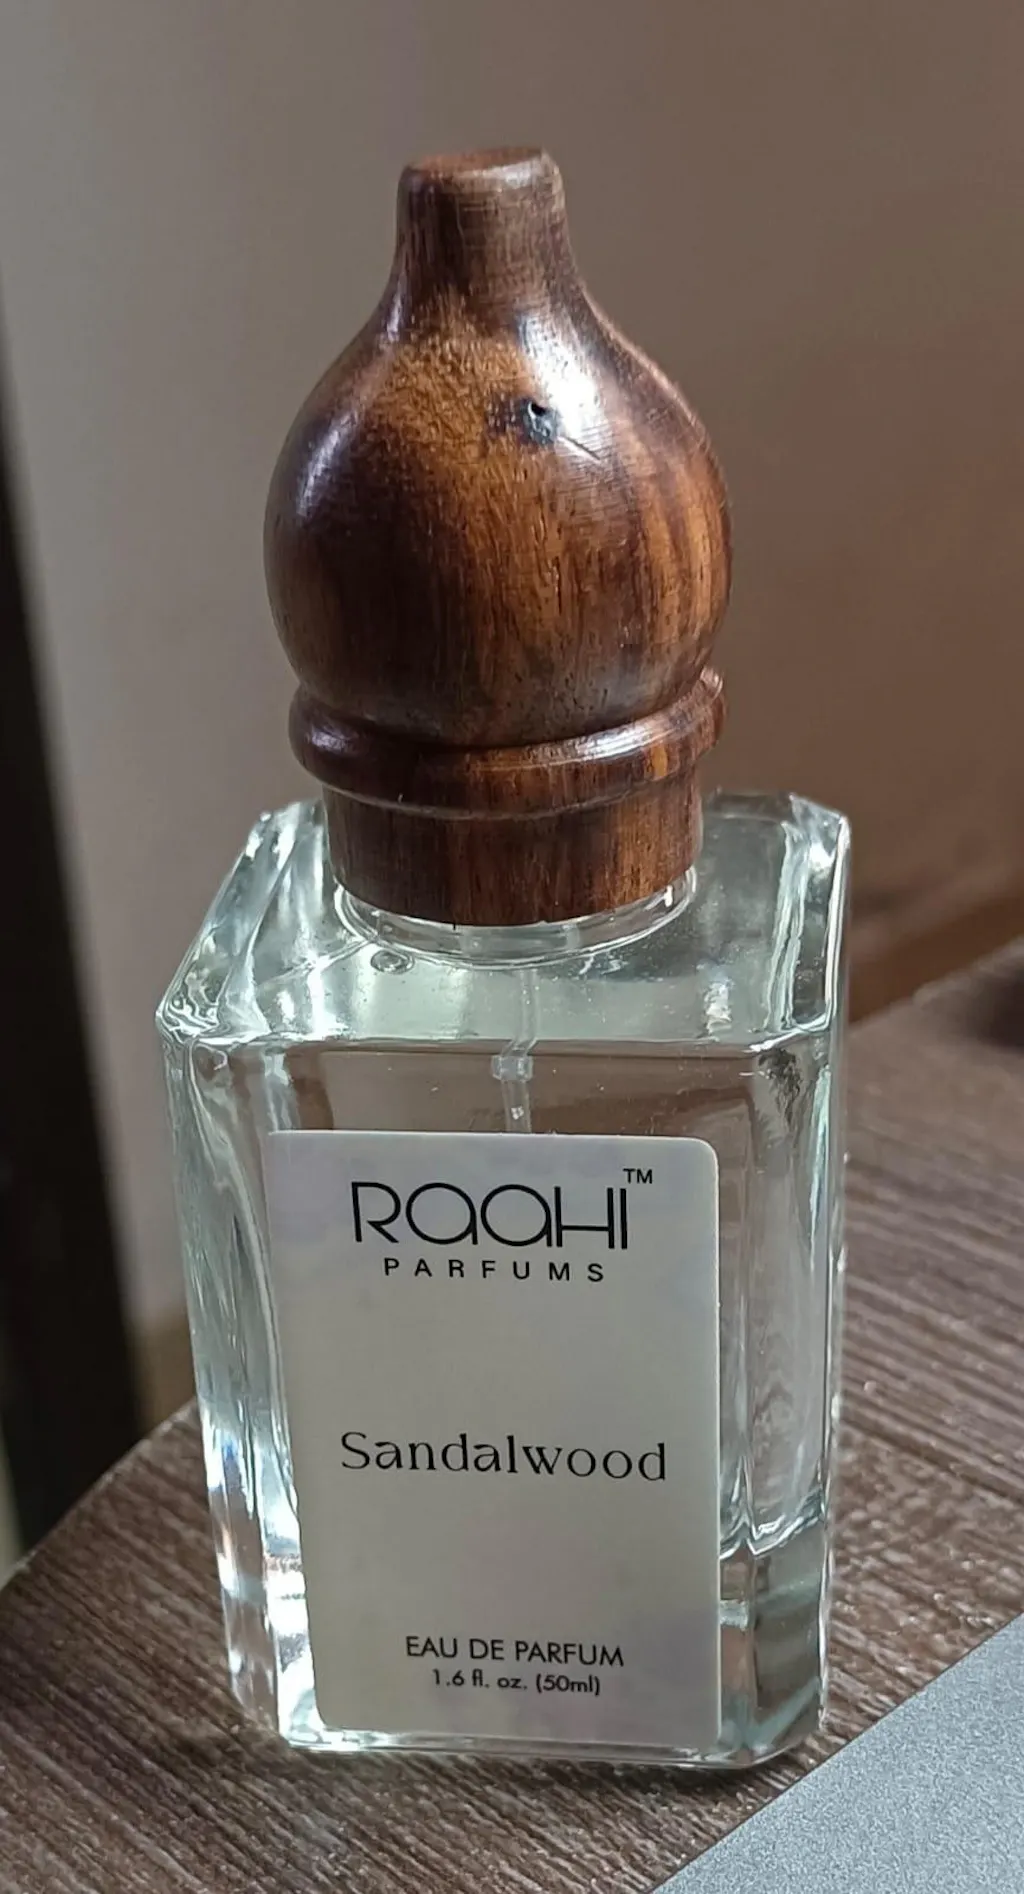 RAAHI™
PARFUMS
Sandalwood
EAU DE PARFUM
1.6 fl. oz. (50ml)